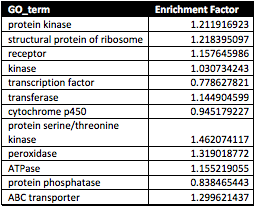 GO_term Enrichment Factor
protein kinase 1.211916923
structural protein of ribosome 1.218395097
receptor 1.157645986
kinase 1.030734243
transcription factor 0.778627821
transferase 1.144904599
cytochrome p450 0.945179227
protein serine/threonine
kinase 1.462074117
peroxidase 1.319018772
ATPase 1.155219055
protein phosphatase 0.838465443
ABC transporter 1.299621437